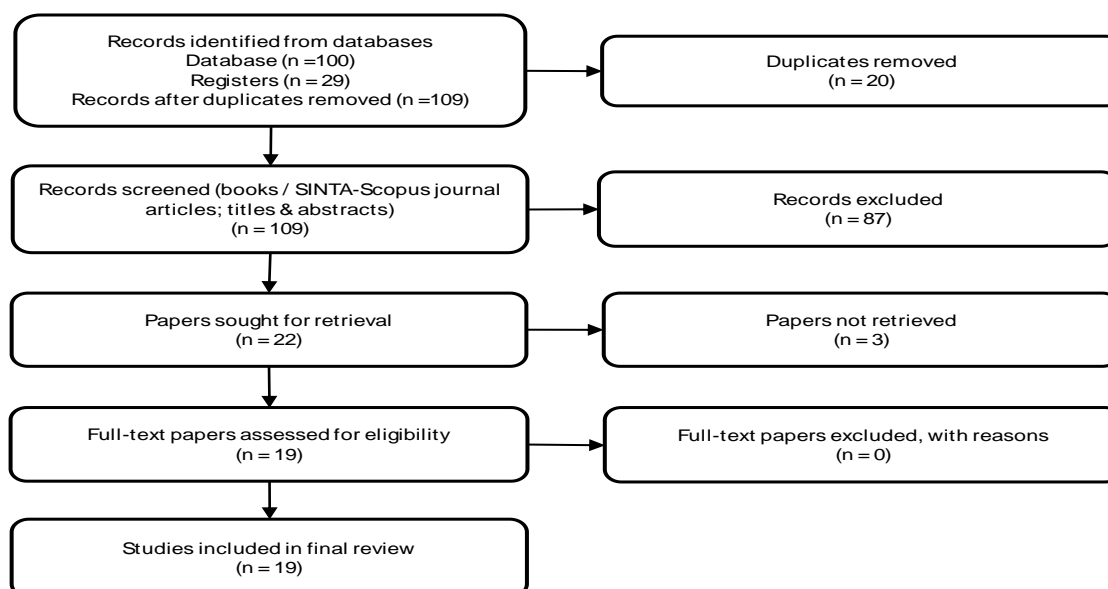 Records identified from databases
Database (n =100)
Registers (n = 29)
Records after duplicates removed (n =109)
Duplicates removed
(n = 20)
Records screened (books / SINTA-Scopus journal
articles; titles & abstracts)
(n = 109)
Records excluded
(n = 87)
Papers sought for retrieval
(n = 22)
Papers not retrieved
(n = 3)
Full-text papers assessed for eligibility
(n = 19)
Full-text papers excluded, with reasons
(n = 0)
Studies included in final review
(n = 19)